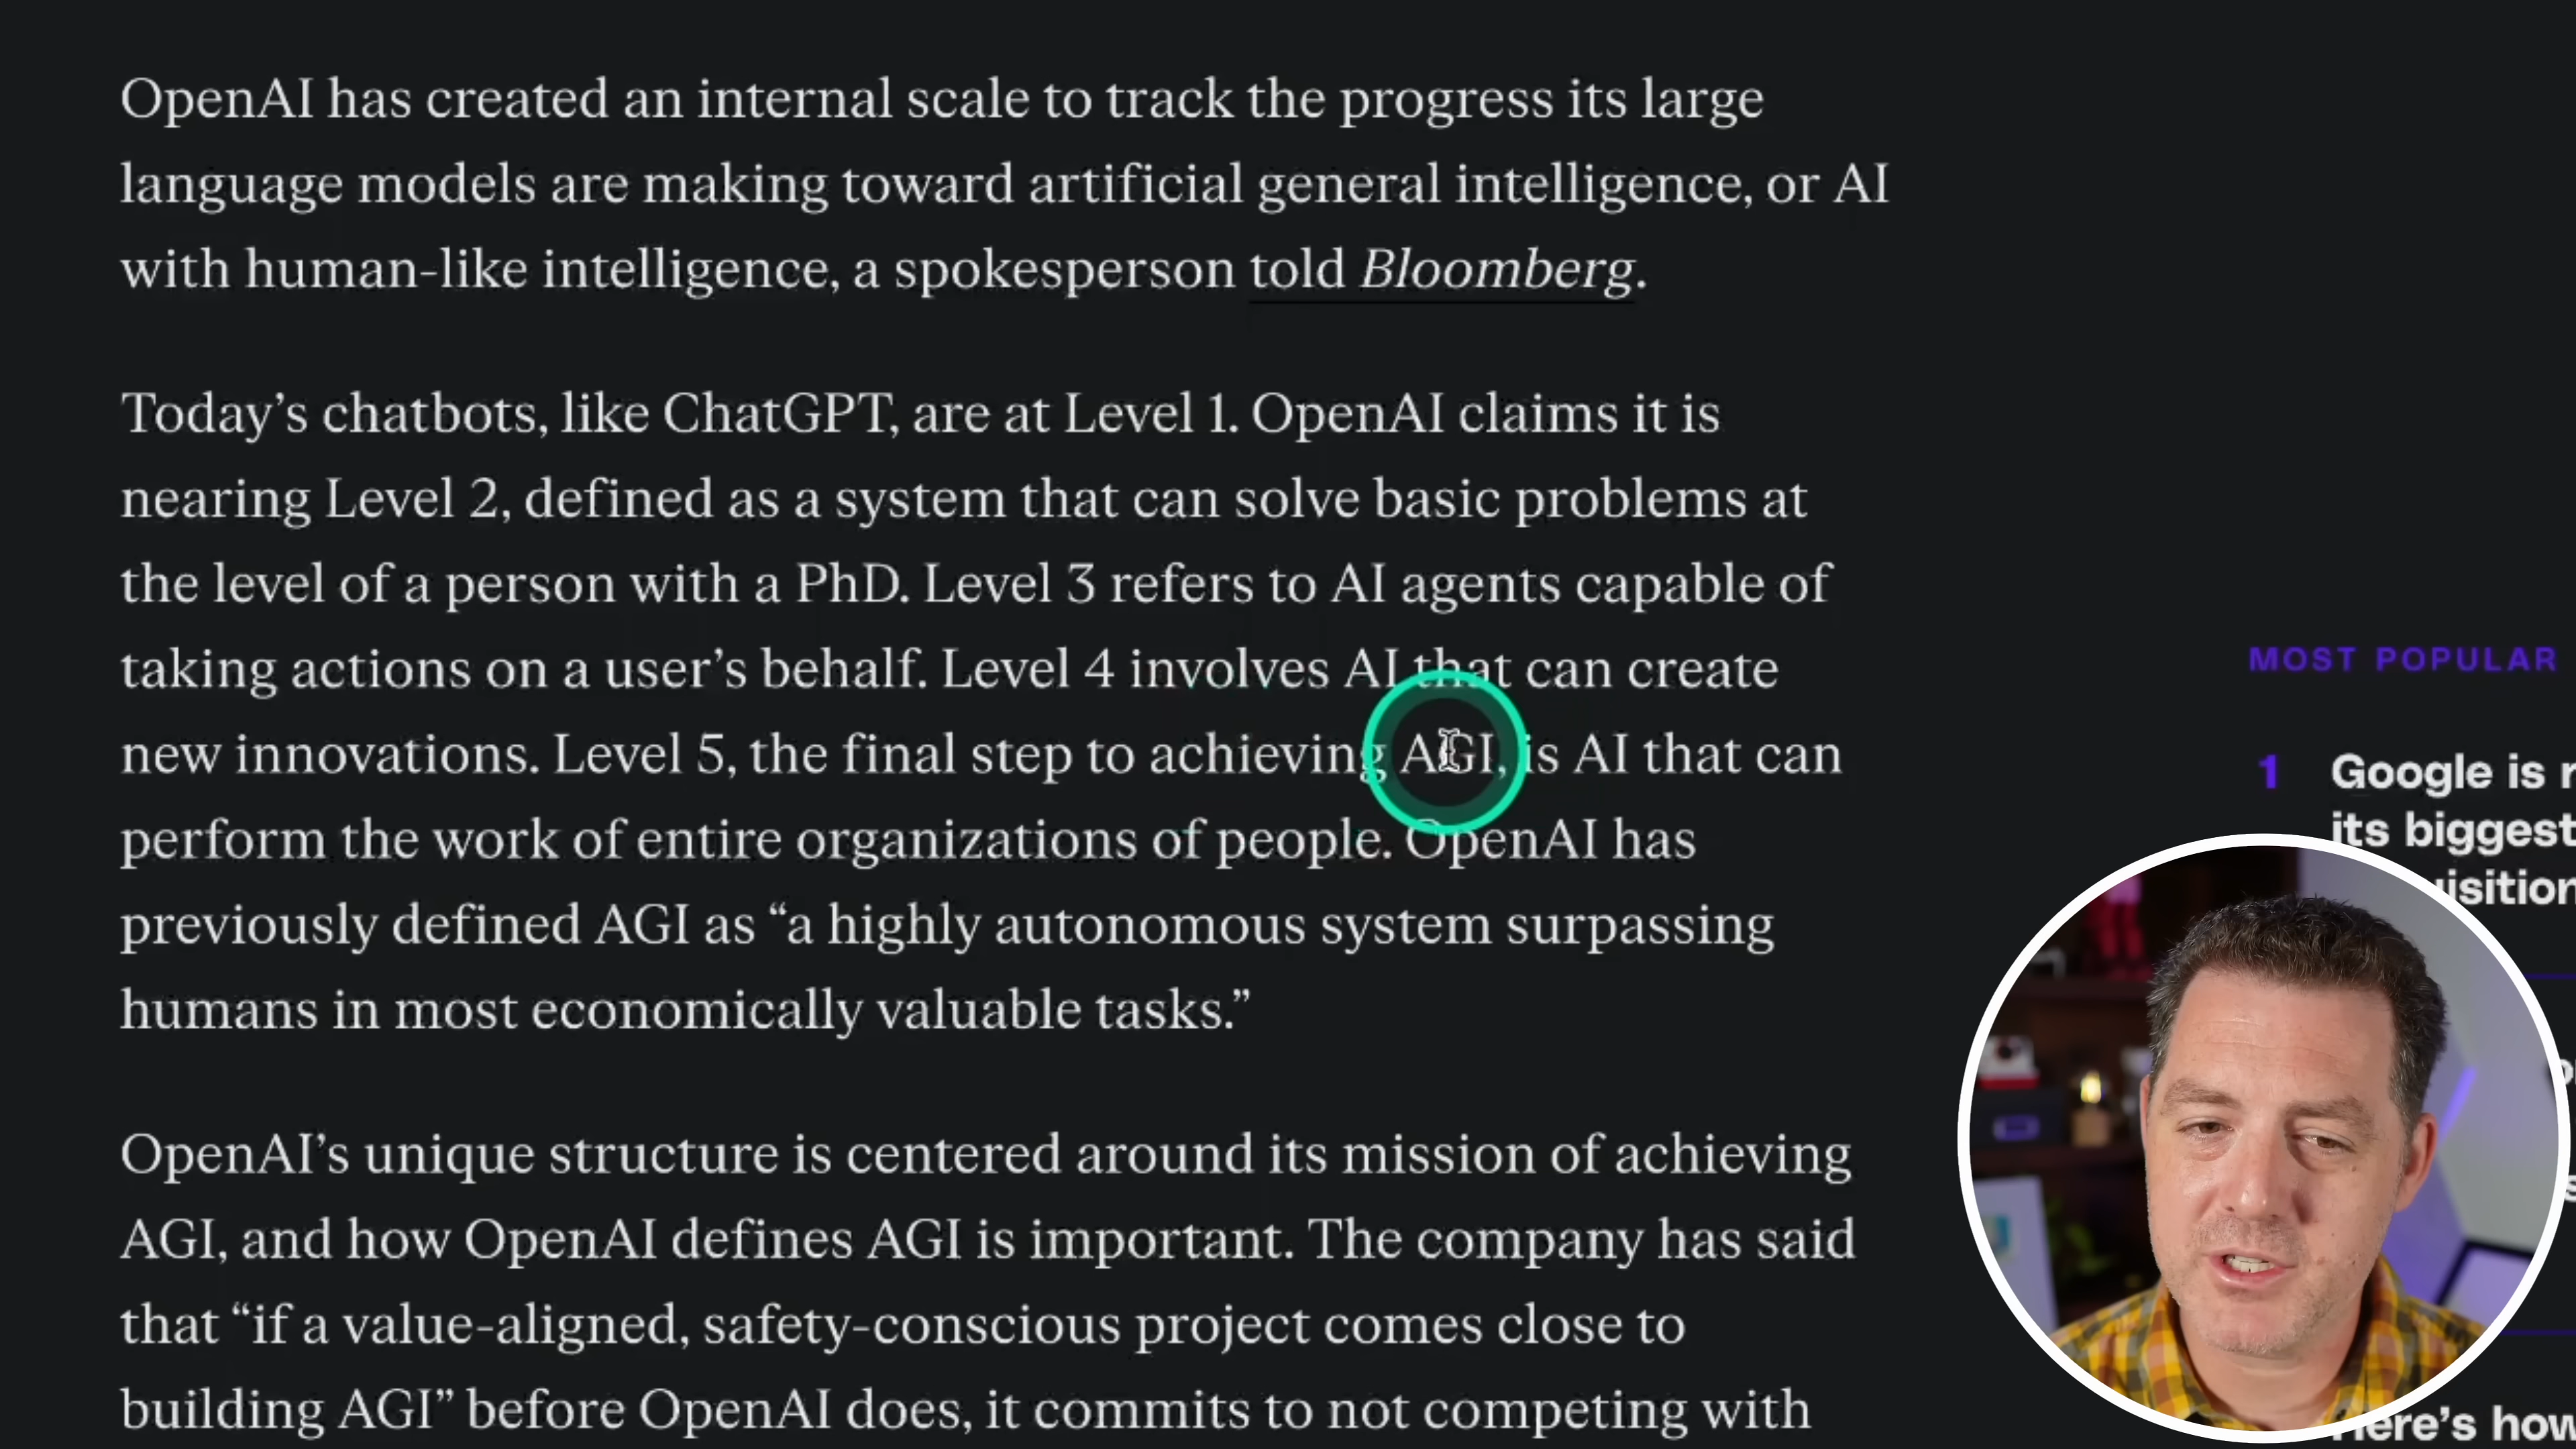 OpenAI has created an internal scale to track the progress its large
language models are making toward artificial general intelligence, or AI
with human-like intelligence, a spokesperson told Bloomberg.
Today’s chatbots, like ChatGPT, are at Level 1. OpenAI claims it is
nearing Level 2, defined as a system that can solve basic problems at
the level of a person with a PhD. Level 3 refers to AI agents capable of
taking actions on a user’s behalf. Level 4 involves AI that can create
new innovations. Level 5, the final step to achieving AGI, is AI that can
perform the work of entire organizations of people. OpenAI has
previously defined AGI as “a highly autonomous system surpassing
humans in most economically valuable tasks.”
OpenAI’s unique structure is centered around its mission of achieving
AGI, and how OpenAI defines AGI is important. The company has said
that “if a value-aligned, safety-conscious project comes close to
building AGI” before OpenAI does, it commits to not competing with
MOST POPULAR
1 Google is
its biggest
how